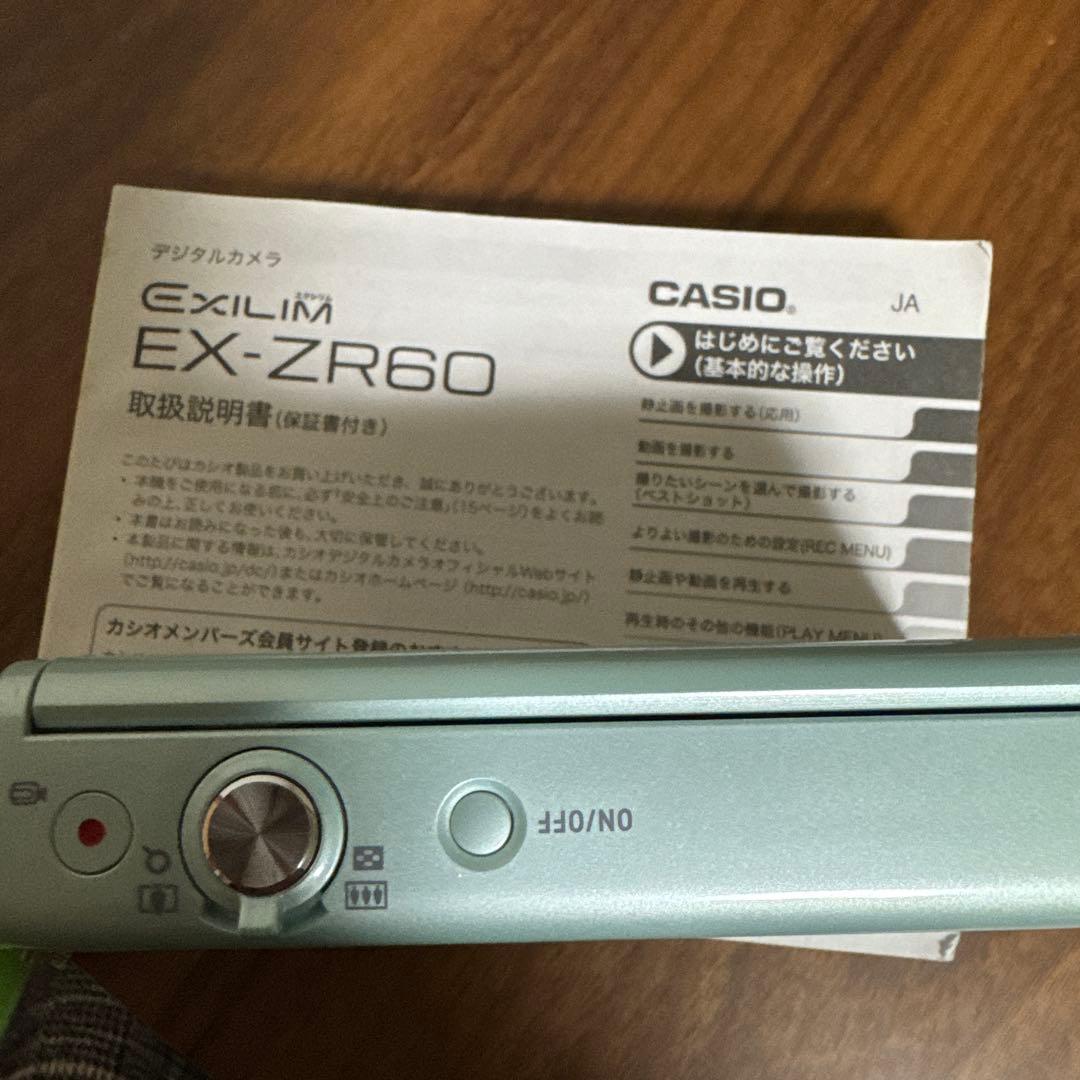 デジタルカメラ
EXILIM
エクシリム
EX-ZR60
取扱説明書(保証書付き)
このたびはカシオ製品をお買い上げいただき、誠にありがとうございます。
・本機をご使用になる前に、必ず「安全上のご注意」(15ページ)をよくお読
みの上、正しくお使いください。
・本書はお読みになった後も、大切に保管してください。
・本製品に関する情報は、カシオデジタルカメラオフィシャルWebサイト
(http://casio.jp/dc/)またはカシオホームページ(http://casio.jp/)
でご覧になることができます。
カシオメンバーズ会員サイト登録のお
CASIO®
JA
はじめにご覧ください
(基本的な操作)
静止画を撮影する(応用)
動画を撮影する
撮りたいシーンを選んで撮影する
(ベストショット)
よりよい撮影のための設定(REC MENU)
静止画や動画を再生する
再生時のその他の機能(PLAY MENU)
ON/OFF